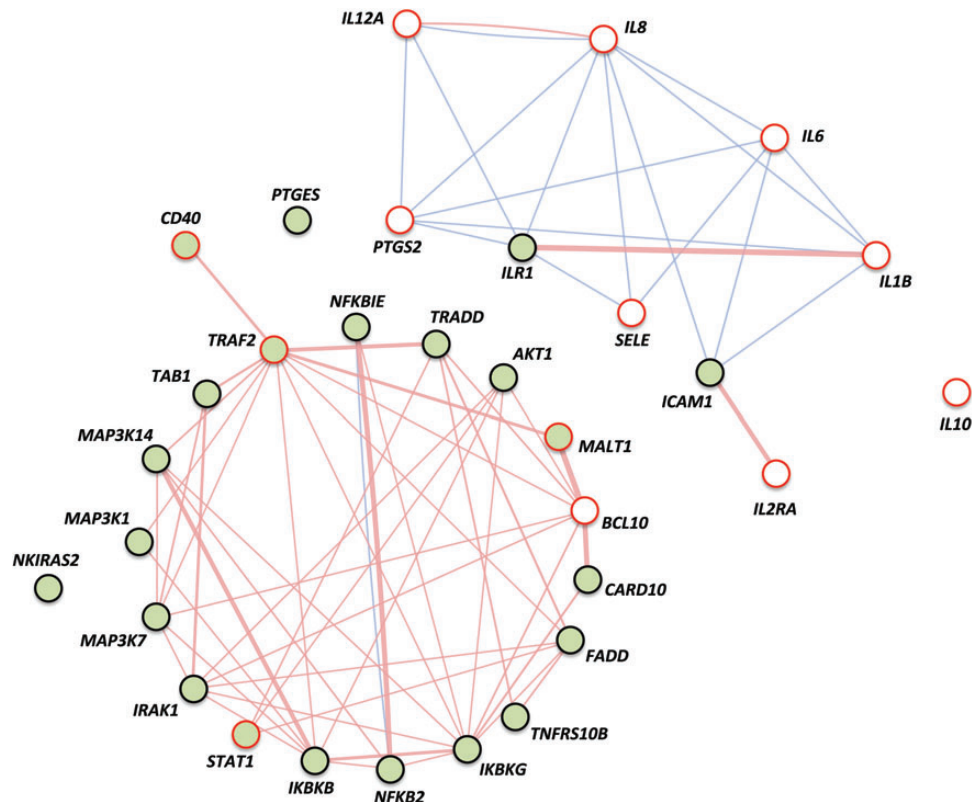 IL12A
IL8
IL6
PTGES
CD40
PTGS2
ILR1
IL1B
NFKBIE
TRADD
SELE
TRAF2
AKT1
TAB1
ICAM1
IL10
MAP3K14
MALT1
IL2RA
MAP3K1
BCL10
NKIRAS2
CARD10
MAP3K7
FADD
IRAK1
TNFRS10B
STAT1
IKBKB
NFKB2
IKBKG